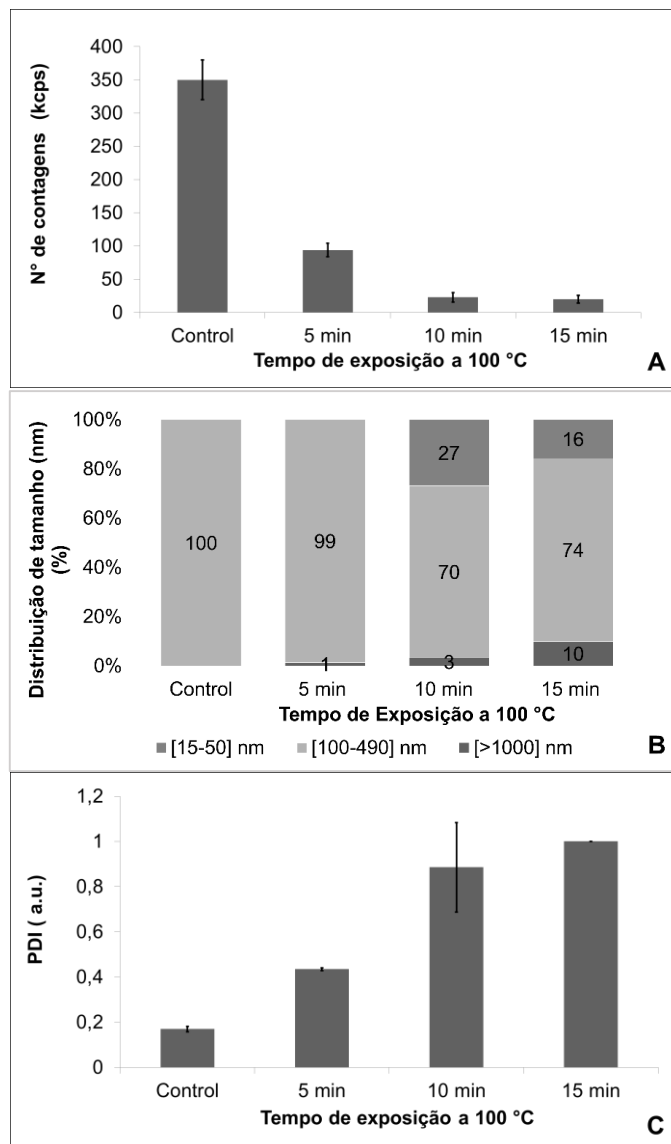 400
350
300
250
200
150
100
50
0
N° de contagens (kcps)
Control 5 min 10 min 15 min
Tempo de exposição a 100 °C
A
100%
80%
60%
40%
20%
0%
Distribuição de tamanho (nm)
(%)
100 99 27 70 3 16 74 10
1
Control 5 min 10 min 15 min
Tempo de Exposição a 100 °C
[15-50] nm [100-490] nm [>1000] nm
B
1,2
1
0,8
0,6
0,4
0,2
0
PDI ( a.u.)
Control 5 min 10 min 15 min
Tempo de exposição a 100 °C
C